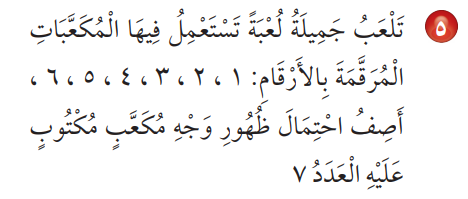 ٥ تَلْعَبُ جَمِيلَةُ لُعْبَةً تَسْتَعْمِلُ فِيهَا الْمُكَعَّبَاتِ
الْمُرَقَّمَةَ بِالأَرْقَامِ: ١ ، ٢ ، ٣ ، ٤ ، ٥ ، ٦ ،
أَصِفُ احْتِمَالَ ظُهُورِ وَجْهِ مُكَعَّبٍ مُكْتُوبٍ
عَلَيْهِ الْعَدَدُ ٧